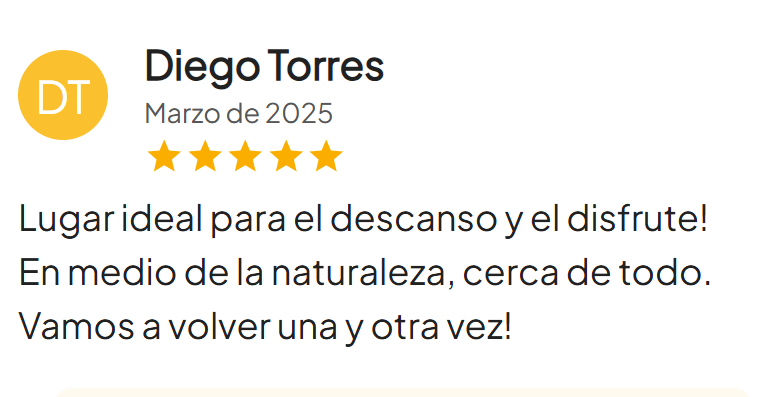 DT
Diego Torres
Marzo de 2025
Lugar ideal para el descanso y el disfrute!
En medio de la naturaleza, cerca de todo.
Vamos a volver una y otra vez!